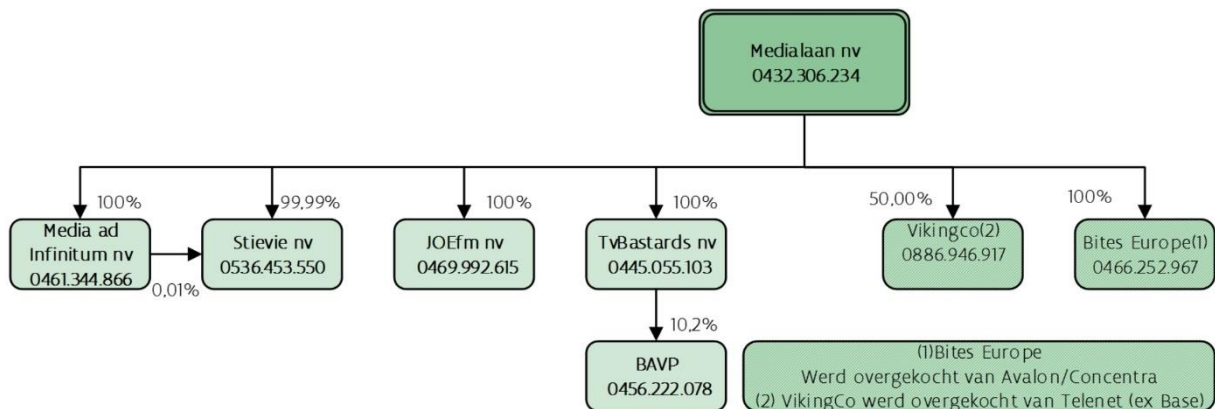 Medialaan nv
0432.306.234
100%
99,99%
100%
100%
50,00%
100%
Media ad
Infinitum nv
0461.344.866
0,01%
Stievie nv
0536.453.550
JOEfm nv
0469.992.615
TvBastards nv
0445.055.103
Vikingco(2)
0886.946.917
Bites Europe(1)
0466.252.967
10,2%
BAVP
0456.222.078
(1)Bites Europe
Werd overgekocht van Avalon/Concentra
(2) VikingCo werd overgekocht van Telenet (ex Base)